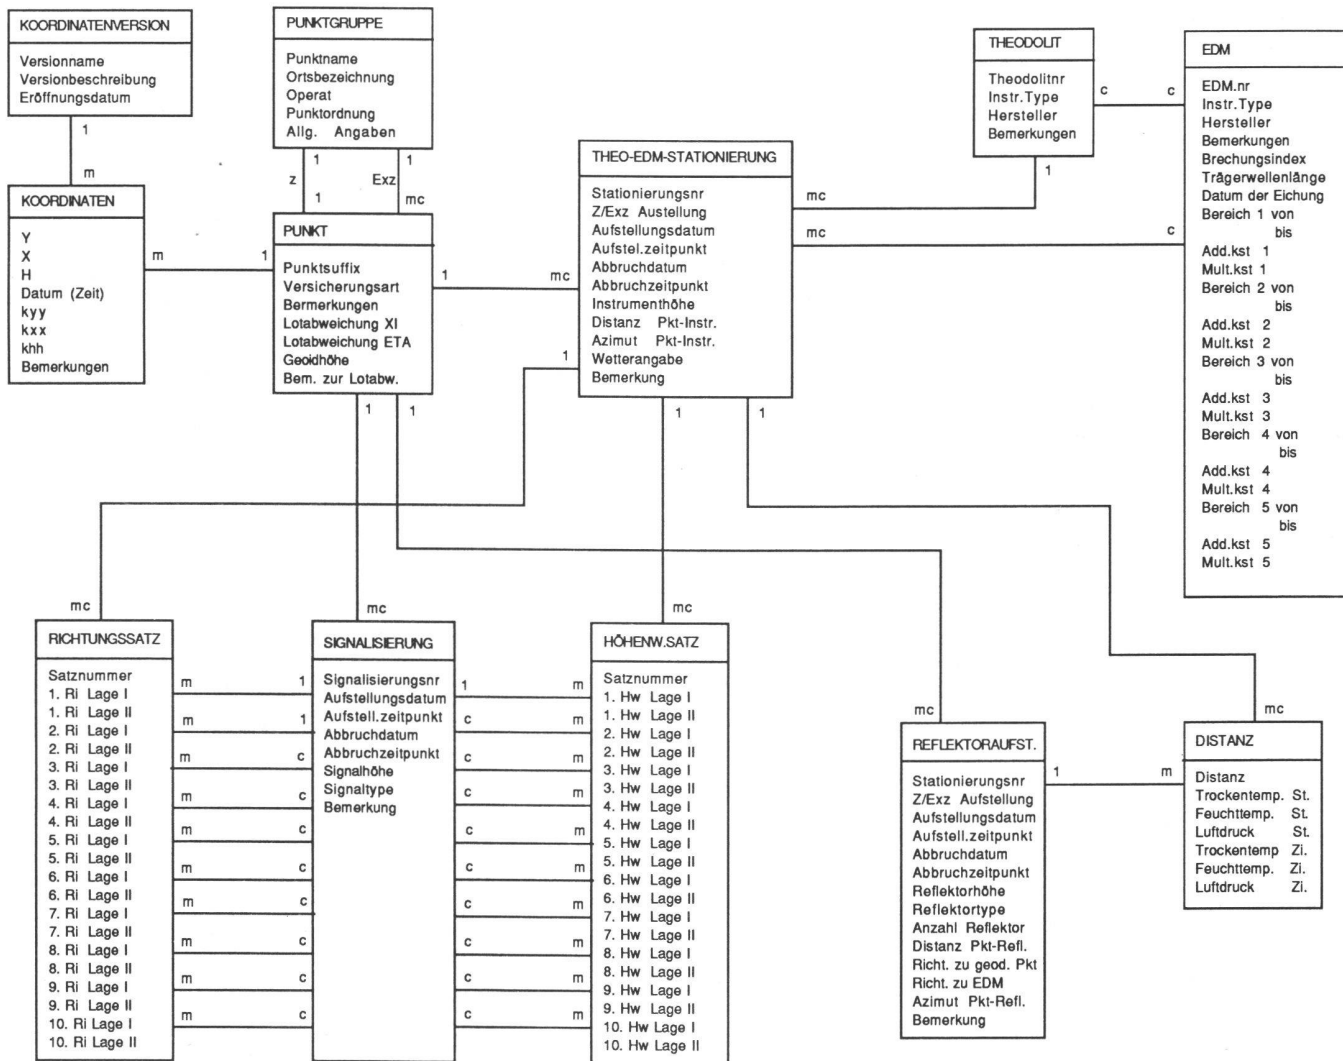 KOORDINATENVERSION
Versionname
Versionbeschreibung
Eröffnungsdatum
1
m
KOORDINATEN
Y
X
H
Datum (Zeit)
kyy
kxx
khh
Bemerkungen
m
1
PUNKTGRUPPE
Punktname
Ortsbezeichnung
Operat
Punktordnung
Allg. Angaben
1
1
z
Exz
1
mc
PUNKT
Punktsuffix
Versicherungsart
Bermerkungen
Lotabweichung XI
Lotabweichung ETA
Geoidhöhe
Bem. zur Lotabw.
1
1
1
mc
THEO-EDM-STATIONIERUNG
Stationierungsnr
Z/Exz Austellung
Aufstellungsdatum
Aufstel.zeitpunkt
Abbruchdatum
Abbruchzeitpunkt
Instrumenthöhe
Distanz Pkt-Instr.
Azimut Pkt-Instr.
Wetterangabe
Bemerkung
1
1
1
mc
mc
THEODOLIT
Theodolitnr
Instr.Type
Hersteller
Bemerkungen
1
c
c
c
EDM
EDM.nr
Instr.Type
Hersteller
Bemerkungen
Brechungsindex
Trägerwellenlänge
Datum der Eichung
Bereich 1 von
bis
Add.kst 1
Mult.kst 1
Bereich 2 von
bis
Add.kst 2
Mult.kst 2
Bereich 3 von
bis
Add.kst 3
Mult.kst 3
Bereich 4 von
bis
Add.kst 4
Mult.kst 4
Bereich 5 von
bis
Add.kst 5
Mult.kst 5
mc
RICHTUNGSSATZ
Satznummer
1. Ri Lage I
1. Ri Lage II
2. Ri Lage I
2. Ri Lage II
3. Ri Lage I
3. Ri Lage II
4. Ri Lage I
4. Ri Lage II
5. Ri Lage I
5. Ri Lage II
6. Ri Lage I
6. Ri Lage II
7. Ri Lage I
7. Ri Lage II
8. Ri Lage I
8. Ri Lage II
9. Ri Lage I
9. Ri Lage II
10. Ri Lage I
10. Ri Lage II
m 1
m 1
m c
m c
m c
m c
m c
m c
m c
m c
mc
SIGNALISIERUNG
Signalisierungsnr
Aufstellungsdatum
Aufstell.zeitpunkt
Abbruchdatum
Abbruchzeitpunkt
Signalhöhe
Signaltype
Bemerkung
1 m
c m
c m
c m
c m
c m
c m
c m
c m
c m
mc
HÖHENW.SATZ
Satznummer
1. Hw Lage I
1. Hw Lage II
2. Hw Lage I
2. Hw Lage II
3. Hw Lage I
3. Hw Lage II
4. Hw Lage I
4. Hw Lage II
5. Hw Lage I
5. Hw Lage II
6. Hw Lage I
6. Hw Lage II
7. Hw Lage I
7. Hw Lage II
8. Hw Lage I
8. Hw Lage II
9. Hw Lage I
9. Hw Lage II
10. Hw Lage I
10. Hw Lage II
mc
REFLEKTORAUFST.
Stationierungsnr
Z/Exz Aufstellung
Aufstellungsdatum
Aufstell.zeitpunkt
Abbruchdatum
Abbruchzeitpunkt
Reflektorhöhe
Reflektortype
Anzahl Reflektor
Distanz Pkt-Refl.
Richt. zu geod. Pkt
Richt. zu EDM
Azimut Pkt-Refl.
Bemerkung
1
m
mc
DISTANZ
Distanz
Trockentemp. St.
Feuchttemp. St.
Luftdruck St.
Trockentemp Zi.
Feuchttemp. Zi.
Luftdruck Zi.